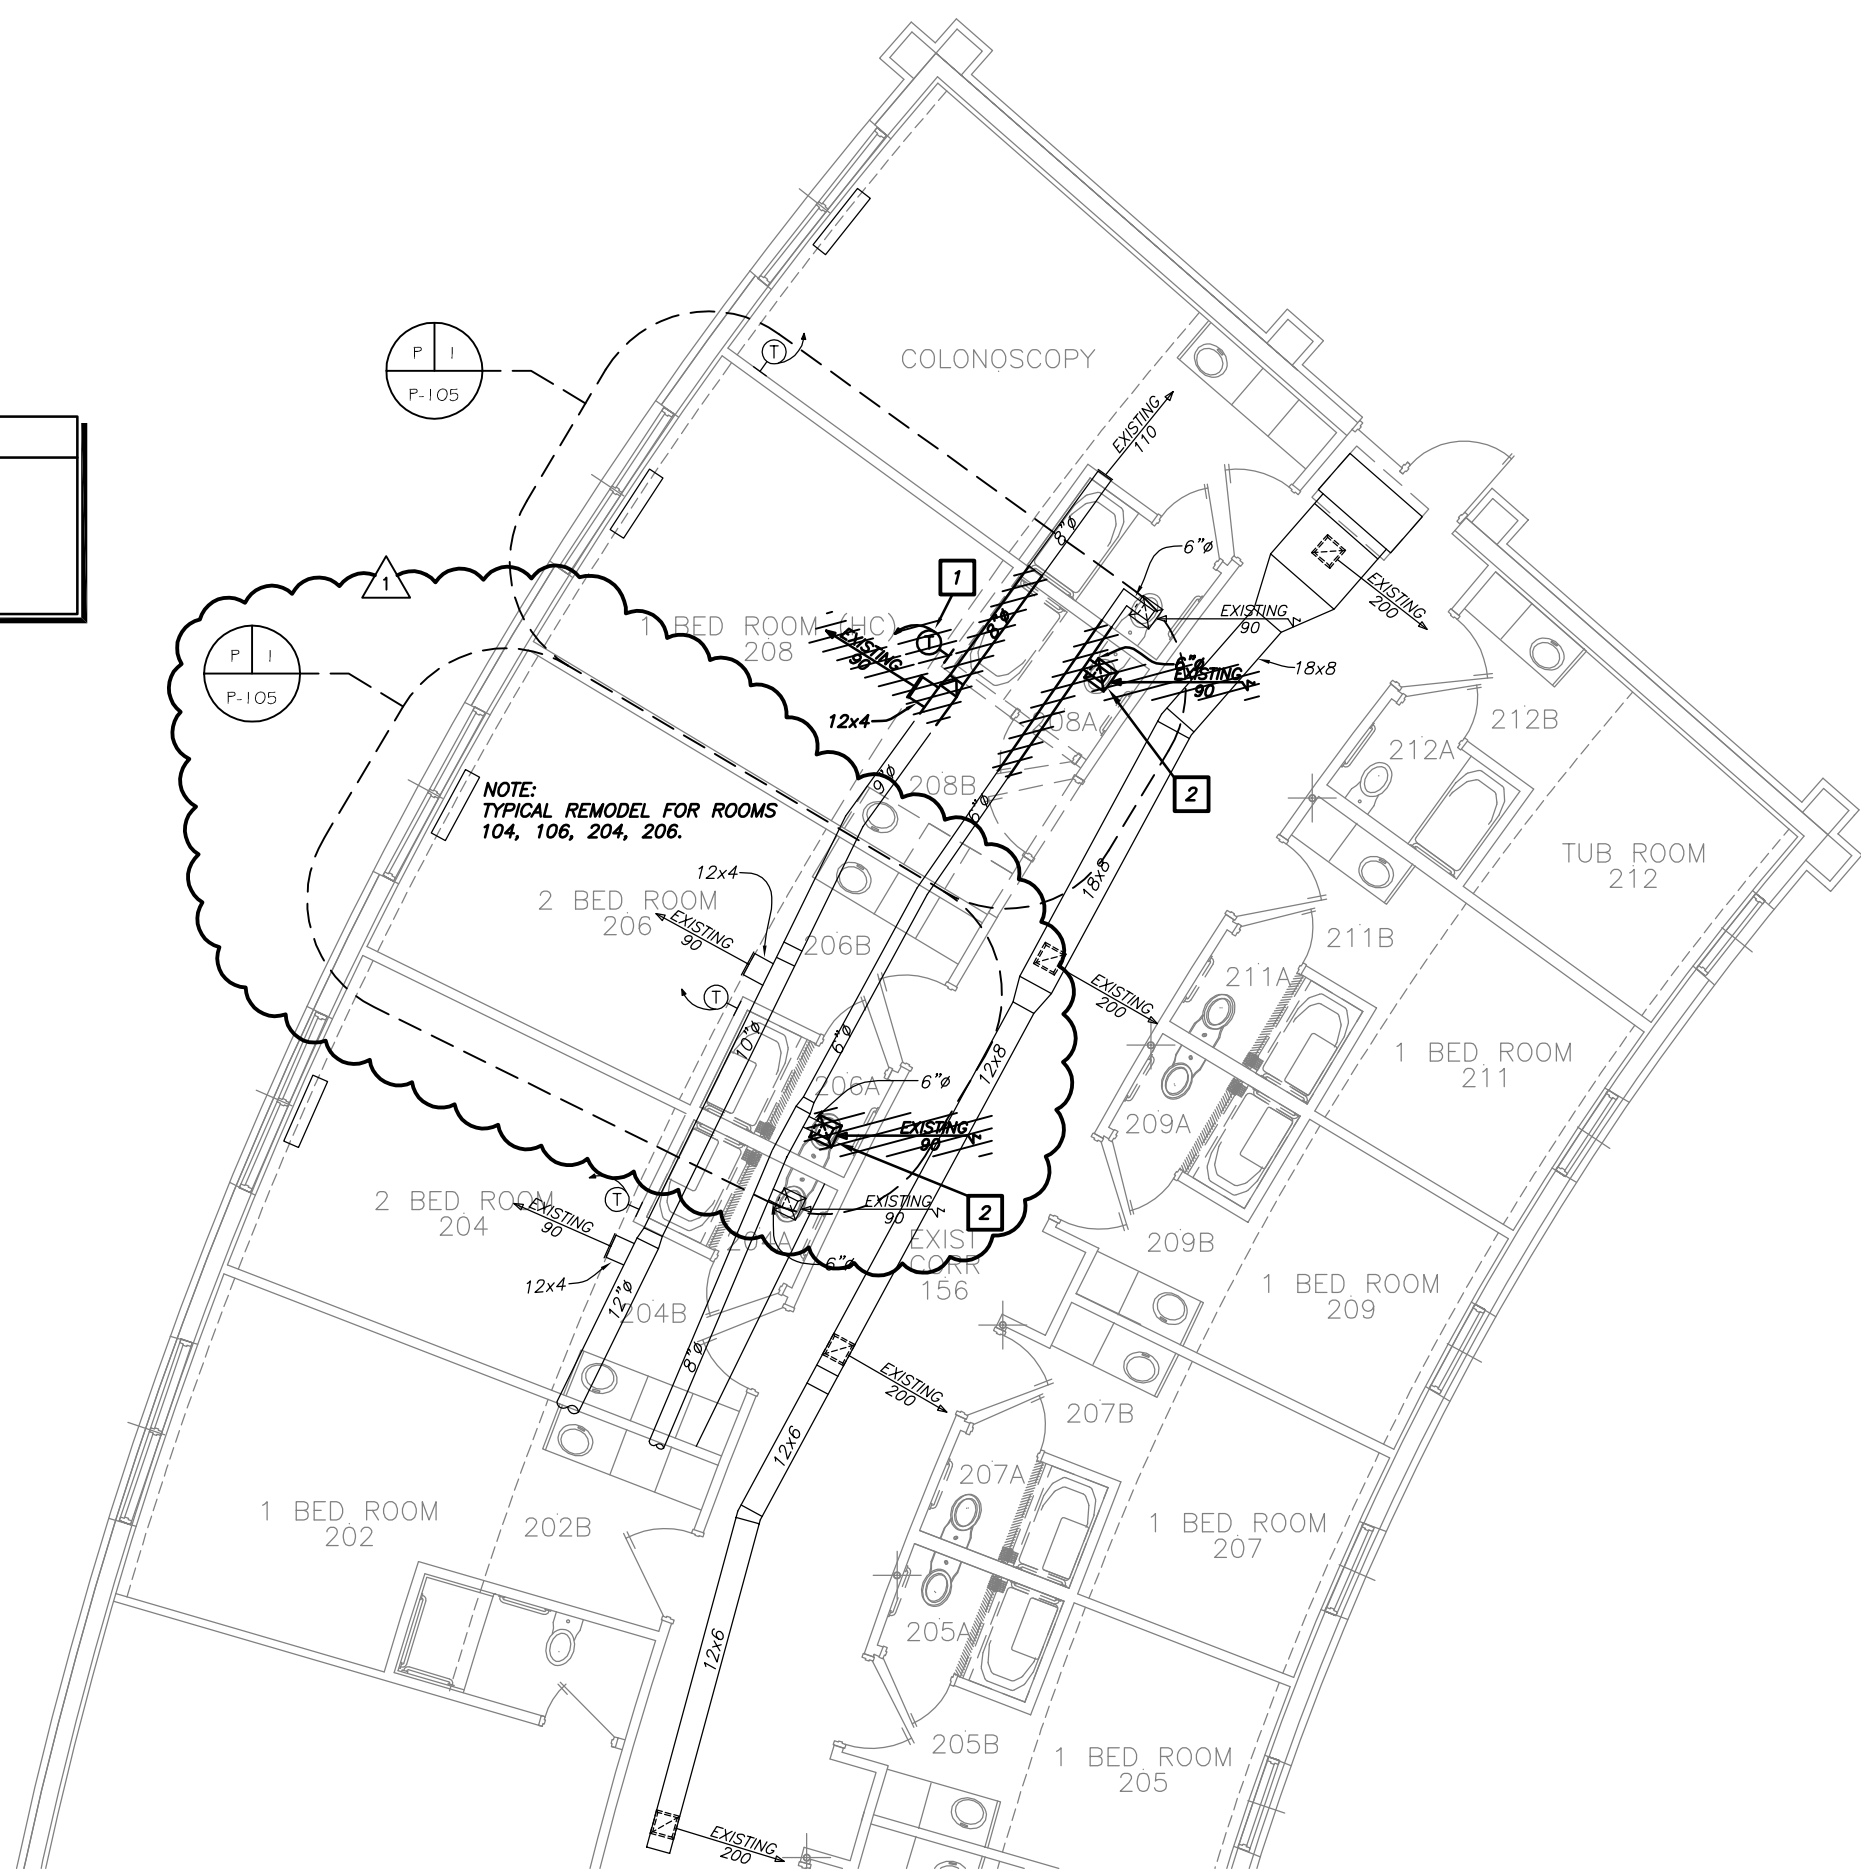 COLONOSCOPY
P 1
P-105
EXISTING
110
8"ø
6"ø
EXISTING
90
EXISTING
200
18x8
1
1
1 BED ROOM (HC)
208
8"ø
T
T
EXISTING
90
12x4
6"ø
EXISTING
90
208A
208B
2
P 1
P-105
NOTE:
TYPICAL REMODEL FOR ROOMS
104, 106, 204, 206.
9"ø
6"ø
18x8
212B
212A
TUB ROOM
212
12x4
2 BED ROOM
206
EXISTING
90
206B
T
10"ø
6"ø
206A
6"ø
12x8
EXISTING
200
211B
211A
1 BED ROOM
211
209A
EXISTING
90
2
EXISTING
90
6"ø
204A
EXIST
CORR
156
2 BED ROOM
204
T
EXISTING
90
12x4
12"ø
204B
8"ø
209B
1 BED ROOM
209
EXISTING
200
12x6
207B
207A
1 BED ROOM
207
1 BED ROOM
202
202B
12x6
205A
205B
1 BED ROOM
205
EXISTING
200